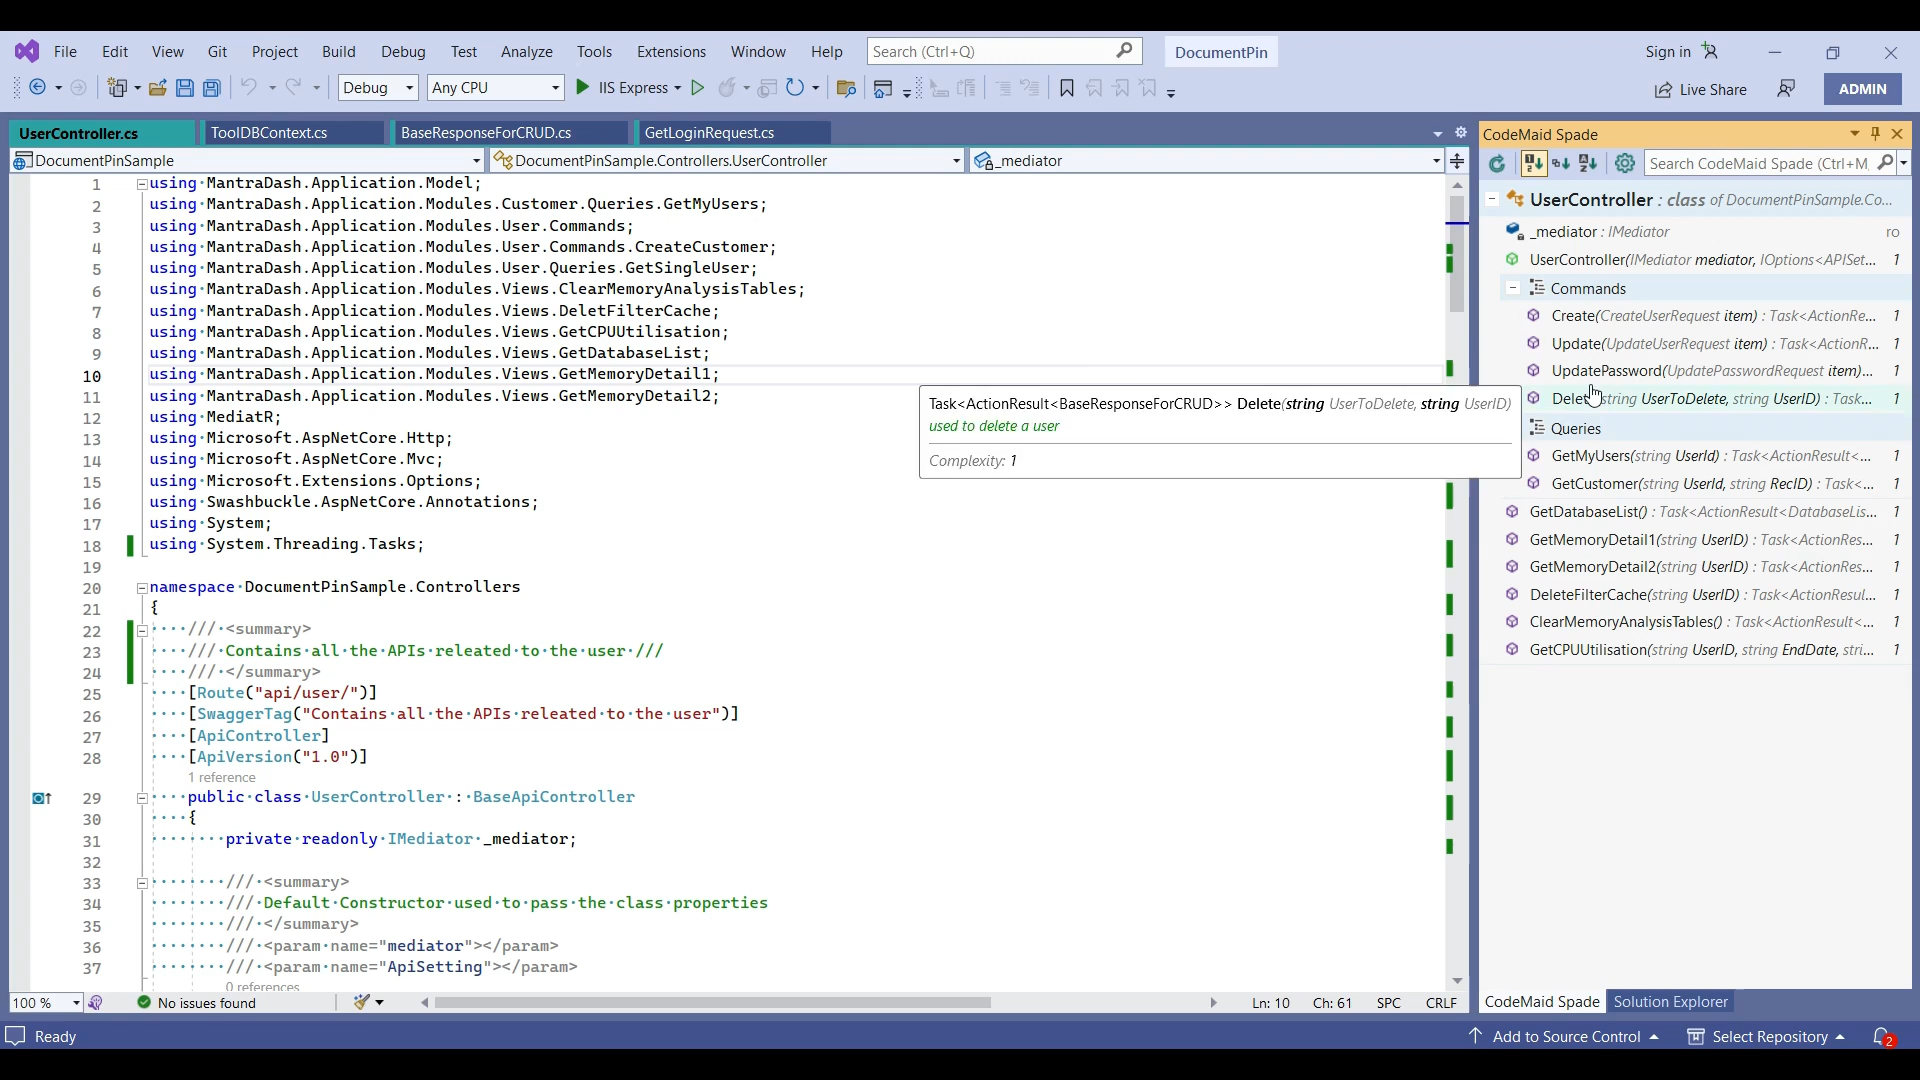 File Edit View Git Project Build Debug Test Analyze Tools Extensions Window Help Search (Ctrl+Q) DocumentPin Sign in
Debug Any CPU IIS Express Live Share ADMIN
UserController.cs ToolDBContext.cs BaseResponseForCRUD.cs GetLoginRequest.cs
DocumentPinSample DocumentPinSample.Controllers.UserController _mediator
1 using MantraDash.Application.Model;
2 using MantraDash.Application.Modules.Customer.Queries.GetMyUsers;
3 using MantraDash.Application.Modules.User.Commands;
4 using MantraDash.Application.Modules.User.Commands.CreateCustomer;
5 using MantraDash.Application.Modules.User.Queries.GetSingleUser;
6 using MantraDash.Application.Modules.Views.ClearMemoryAnalysisTables;
7 using MantraDash.Application.Modules.Views.DeletFilterCache;
8 using MantraDash.Application.Modules.Views.GetCPUUtilisation;
9 using MantraDash.Application.Modules.Views.GetDatabaseList;
10 using MantraDash.Application.Modules.Views.GetMemoryDetail1;
11 using MantraDash.Application.Modules.Views.GetMemoryDetail2;
12 using MediatR;
13 using Microsoft.AspNetCore.Http;
14 using Microsoft.AspNetCore.Mvc;
15 using Microsoft.Extensions.Options;
16 using Swashbuckle.AspNetCore.Annotations;
17 using System;
18 using System.Threading.Tasks;
19
20 namespace DocumentPinSample.Controllers
21 {
22 /// <summary>
23 /// Contains all the APIs releated to the user ///
24 /// </summary>
25 [Route("api/user/")]
26 [SwaggerTag("Contains all the APIs releated to the user")]
27 [ApiController]
28 [ApiVersion("1.0")]
1 reference
29 public class UserController : BaseApiController
30 {
31 private readonly IMediator _mediator;
32
33 /// <summary>
34 /// Default Constructor used to pass the class properties
35 /// </summary>
36 /// <param name="mediator"></param>
37 /// <param name="ApiSetting"></param>
0 references
Task<ActionResult<BaseResponseForCRUD>> Delete(string UserToDelete, string UserID)
used to delete a user
Complexity: 1
CodeMaid Spade
Search CodeMaid Spade (Ctrl+M,
UserController : class of DocumentPinSample.Co...
_mediator : IMediator ro
UserController(IMediator mediator, IOptions<APISet... 1
Commands
Create(CreateUserRequest item) : Task<ActionRe... 1
Update(UpdateUserRequest item) : Task<ActionR... 1
UpdatePassword(UpdatePasswordRequest item)... 1
Delete(string UserToDelete, string UserID) : Task... 1
Queries
GetMyUsers(string UserId) : Task<ActionResult<... 1
GetCustomer(string UserId, string RecID) : Task<... 1
GetDatabaseList() : Task<ActionResult<DatabaseLis... 1
GetMemoryDetail1(string UserID) : Task<ActionRes... 1
GetMemoryDetail2(string UserID) : Task<ActionRes... 1
DeleteFilterCache(string UserID) : Task<ActionResul... 1
ClearMemoryAnalysisTables() : Task<ActionResult<... 1
GetCPUUtilisation(string UserID, string EndDate, stri... 1
100 % No issues found Ln: 10 Ch: 61 SPC CRLF
CodeMaid Spade Solution Explorer
Ready Add to Source Control Select Repository 2